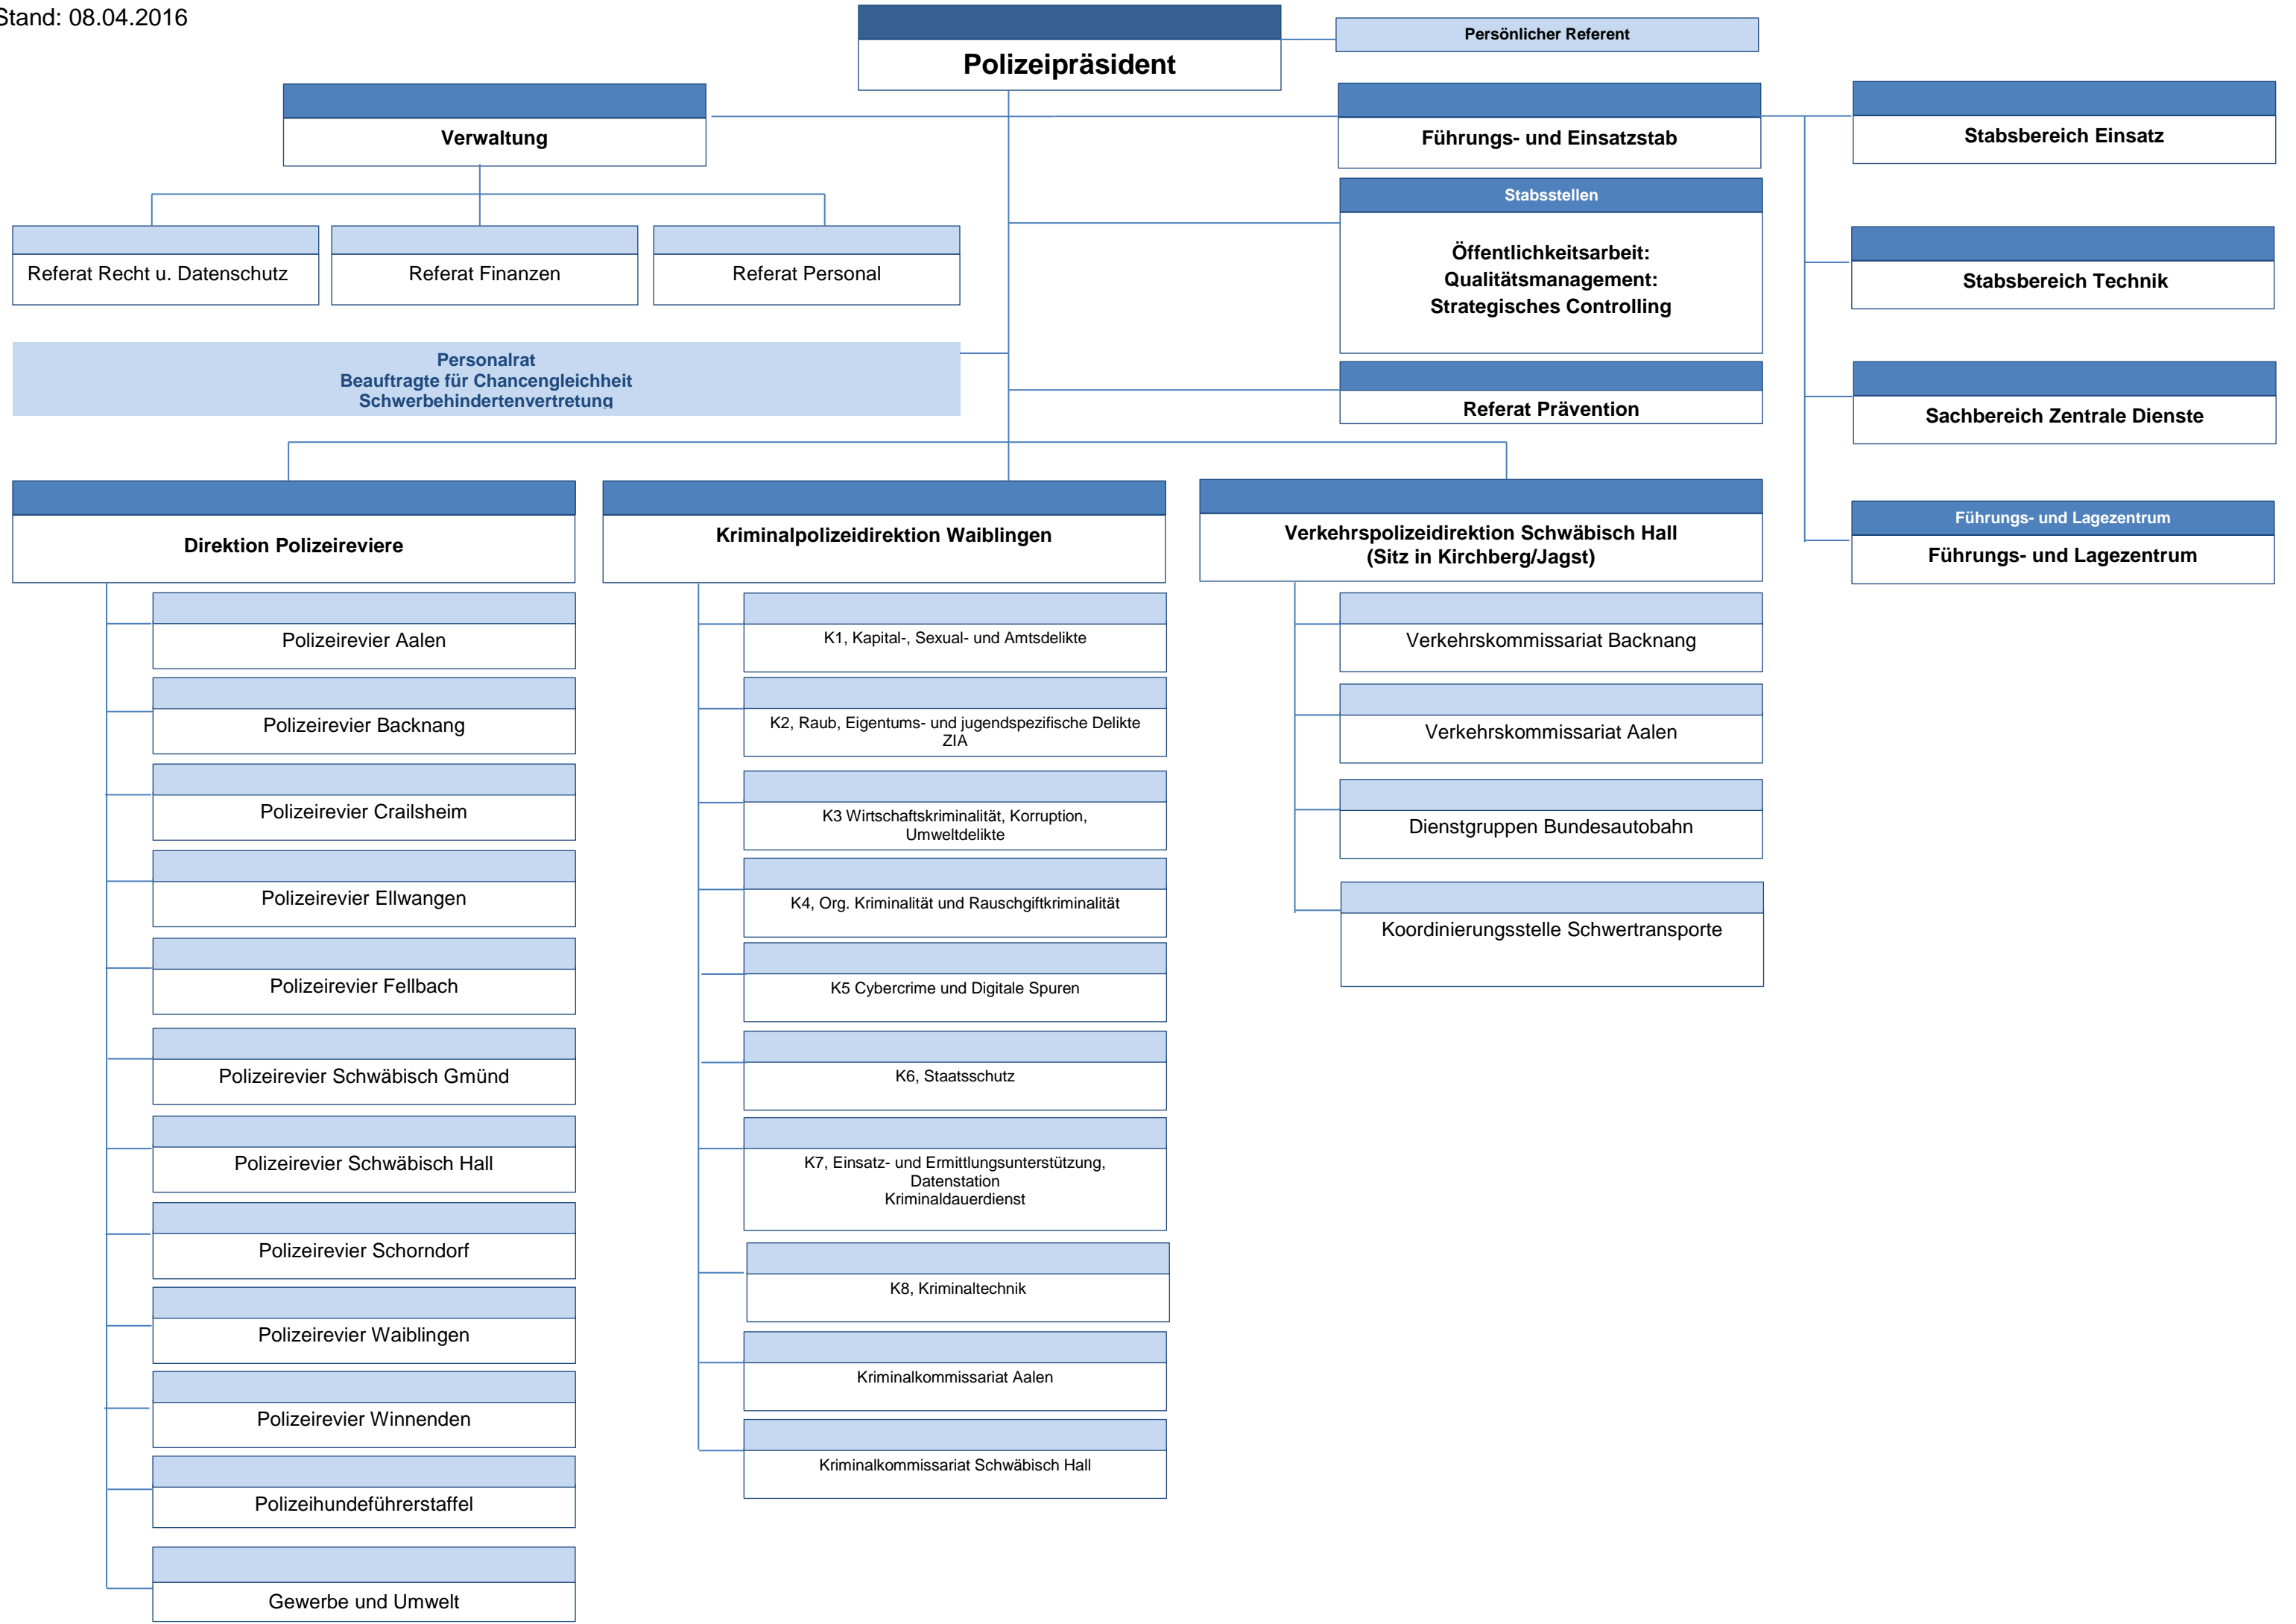 Stand: 08.04.2016
Polizeipräsident
Persönlicher Referent
Verwaltung
Führungs- und Einsatzstab
Stabsbereich Einsatz
Stabsstellen
Öffentlichkeitsarbeit:
Qualitätsmanagement:
Strategisches Controlling
Referat Recht u. Datenschutz
Referat Finanzen
Referat Personal
Stabsbereich Technik
Personalrat
Beauftragte für Chancengleichheit
Schwerbehindertenvertretung
Referat Prävention
Sachbereich Zentrale Dienste
Führungs- und Lagezentrum
Führungs- und Lagezentrum
Direktion Polizeireviere
Polizeirevier Aalen
Polizeirevier Backnang
Polizeirevier Crailsheim
Polizeirevier Ellwangen
Polizeirevier Fellbach
Polizeirevier Schwäbisch Gmünd
Polizeirevier Schwäbisch Hall
Polizeirevier Schorndorf
Polizeirevier Waiblingen
Polizeirevier Winnenden
Polizeihundeführerstaffel
Gewerbe und Umwelt
Kriminalpolizeidirektion Waiblingen
K1, Kapital-, Sexual- und Amtsdelikte
K2, Raub, Eigentums- und jugendspezifische Delikte
ZIA
K3 Wirtschaftskriminalität, Korruption,
Umweltdelikte
K4, Org. Kriminalität und Rauschgiftkriminalität
K5 Cybercrime und Digitale Spuren
K6, Staatsschutz
K7, Einsatz- und Ermittlungsunterstützung,
Datenstation
Kriminaldauerdienst
K8, Kriminaltechnik
Kriminalkommissariat Aalen
Kriminalkommissariat Schwäbisch Hall
Verkehrspolizeidirektion Schwäbisch Hall
(Sitz in Kirchberg/Jagst)
Verkehrskommissariat Backnang
Verkehrskommissariat Aalen
Dienstgruppen Bundesautobahn
Koordinierungsstelle Schwertransporte